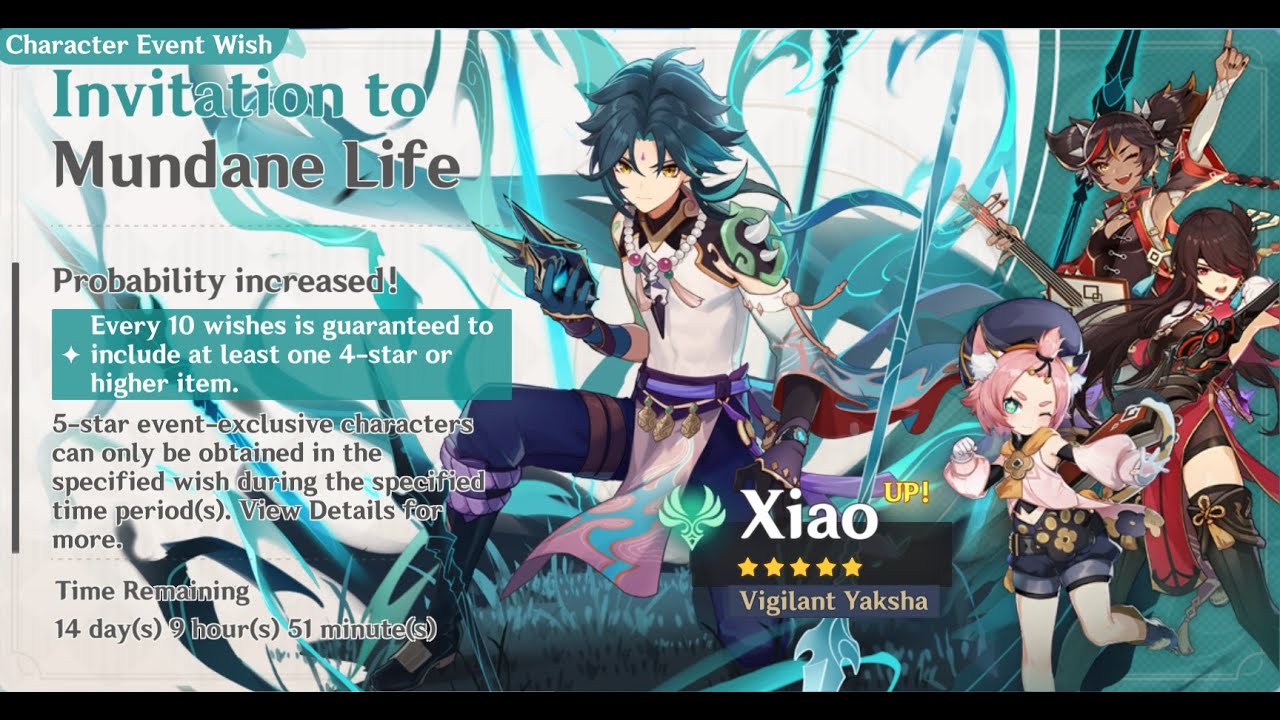 Character Event Wish
Invitation to
Mundane Life
Probability increased!
Every 10 wishes is guaranteed to
include at least one 4-star or
higher item.
5-star event-exclusive characters
can only be obtained in the
specified wish during the specified
time period(s). View Details for
more.
Time Remaining
14 day(s) 9 hour(s) 51 minute(s)
Xiao
UP!
Vigilant Yaksha